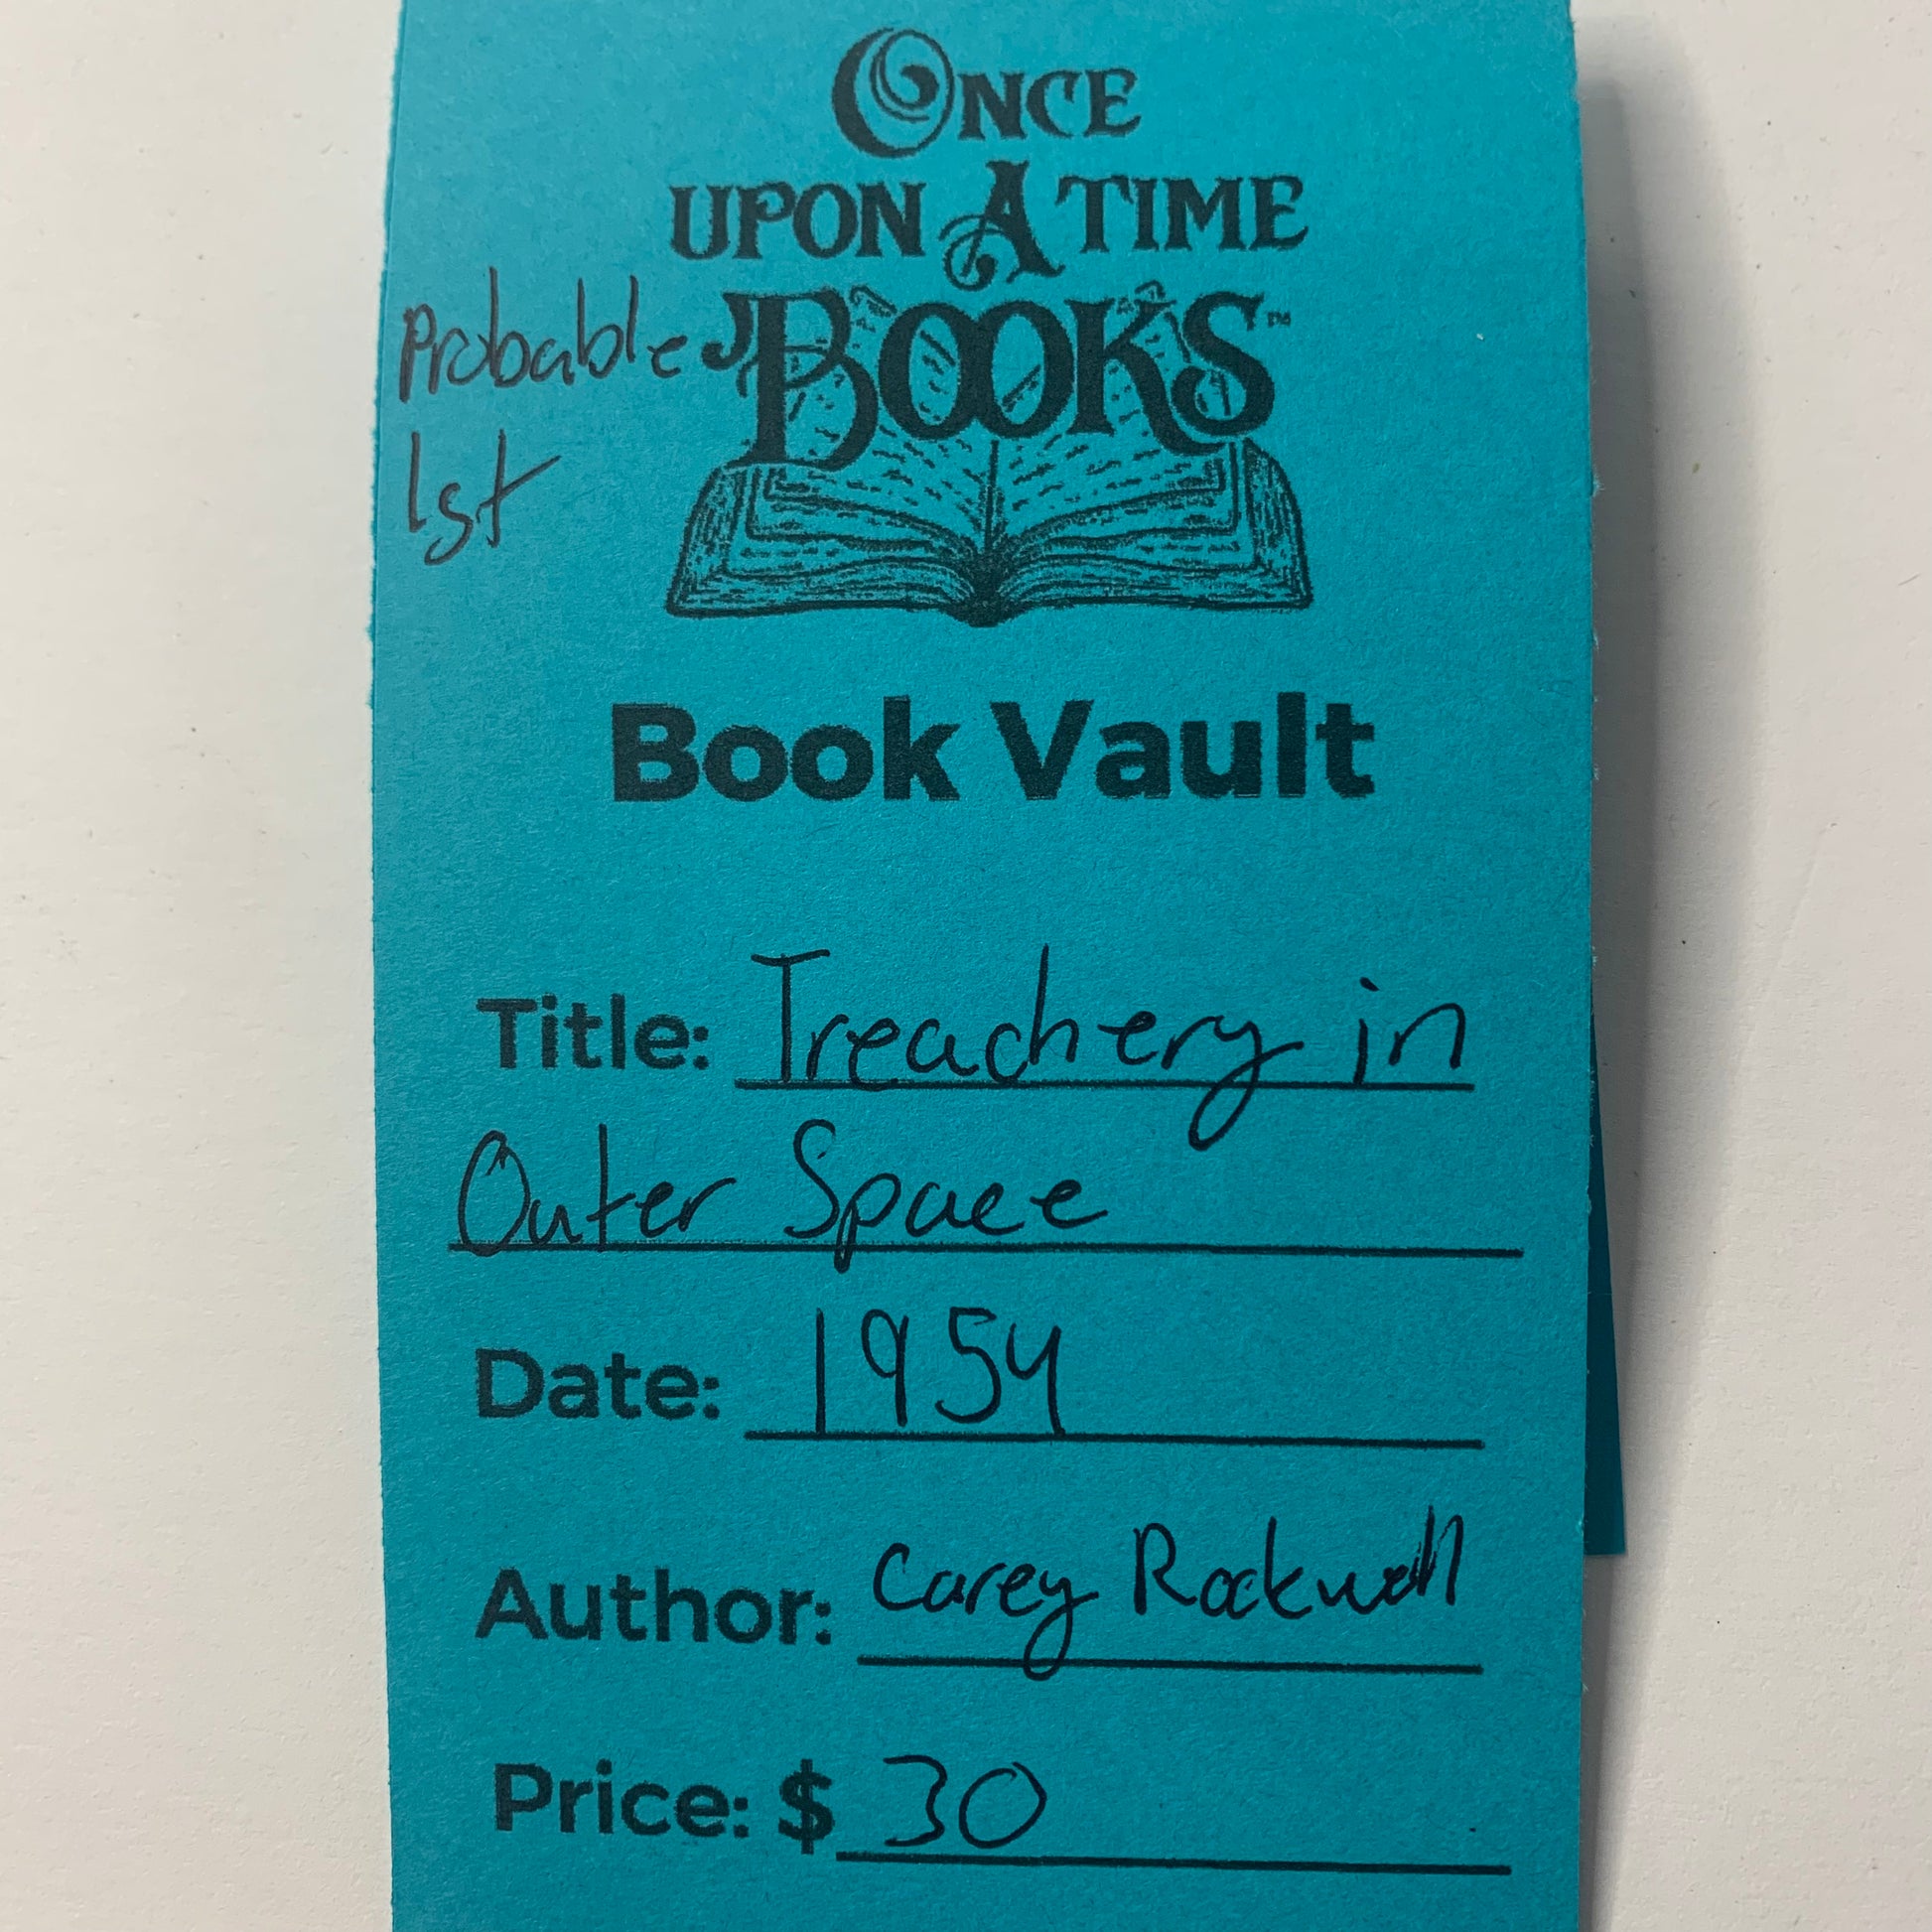 ONCE
UPON A TIME
BOOKS™
Probable
1st
Book Vault
Title: Treachery in
Outer Space
Date: 1954
Author: Carey Rockwell
Price: $ 30